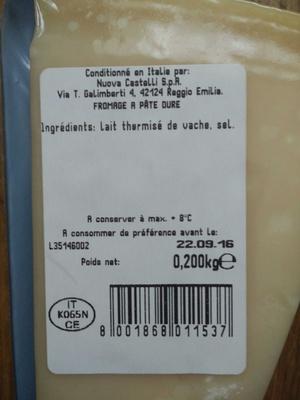 Conditionné en Italie par:
Nuova Castelli S.p.A.
Via T. Galimberti 4, 42124 Reggio Emilia.
FROMAGE A PÂTE DURE
Ingrédients: Lait thermisé de vache, sel.
A conserver à max. + 8°C
A consommer de préférence avant le:
L35146002 22.09.16
Poids net: 0,200kg e
IT
K065N
CE
8 001868 011537